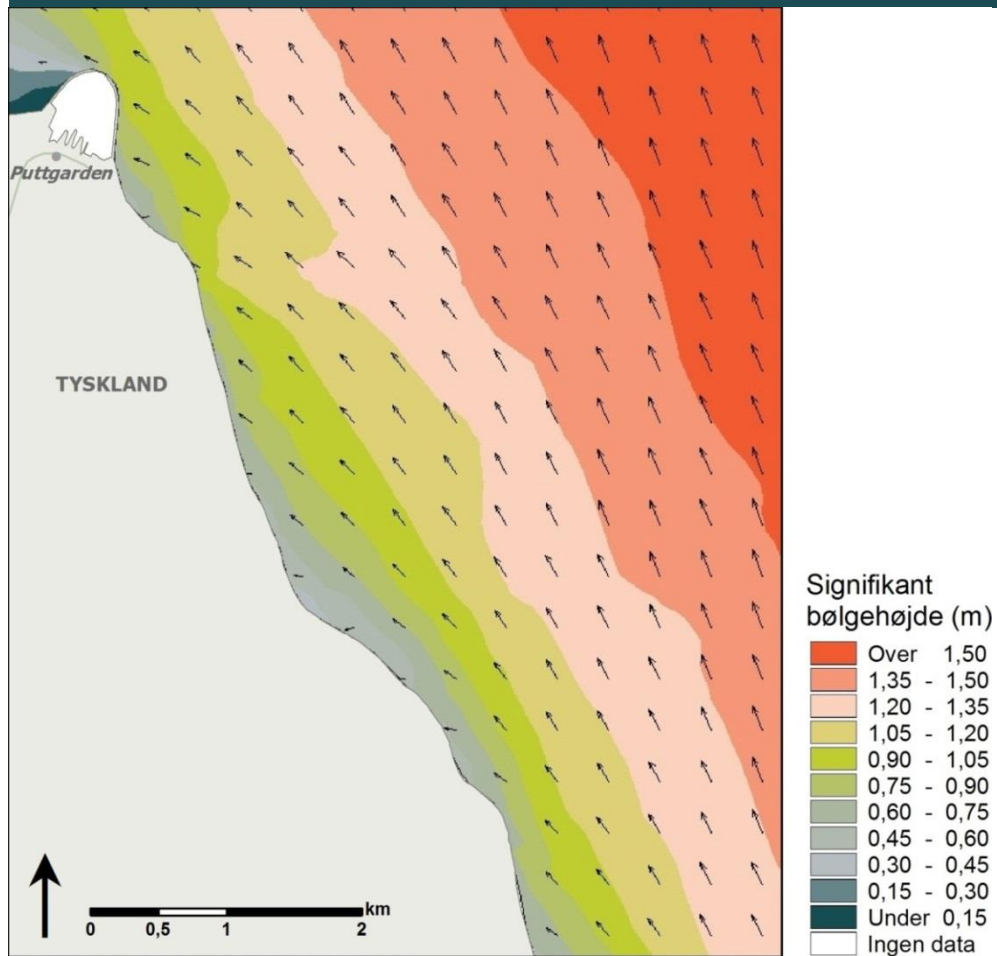 Puttgarden
TYSKLAND
km
0 0,5 1 2
Signifikant
bølgehøjde (m)
Over 1,50
1,35 - 1,50
1,20 - 1,35
1,05 - 1,20
0,90 - 1,05
0,75 - 0,90
0,60 - 0,75
0,45 - 0,60
0,30 - 0,45
0,15 - 0,30
Under 0,15
Ingen data